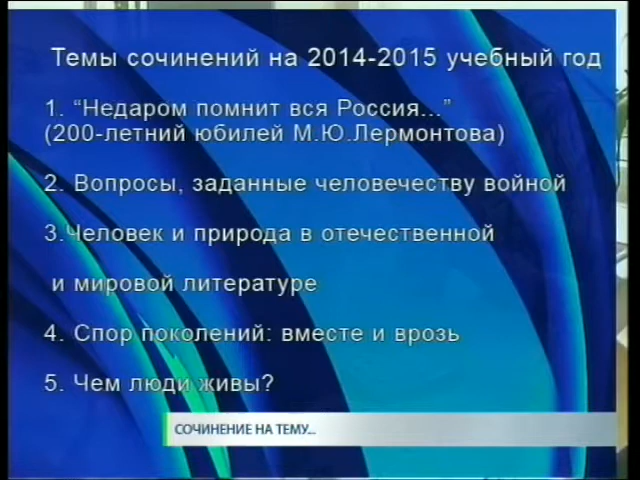 Темы сочинений на 2014-2015 учебный год
1. “Недаром помнит вся Россия...”
(200-летний юбилей М.Ю.Лермонтова)
2. Вопросы, заданные человечеству войной
3.Человек и природа в отечественной
и мировой литературе
4. Спор поколений: вместе и врозь
5. Чем люди живы?
СОЧИНЕНИЕ НА ТЕМУ...